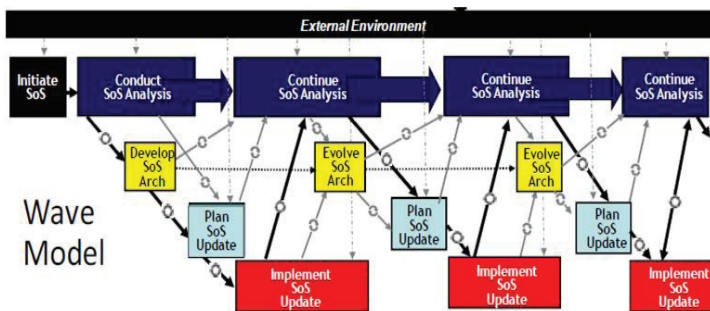 External Environment
Initiate
SoS
Conduct
SoS Analysis
Continue
SoS Analysis
Continue
SoS Analysis
Continue
SoS Analysis
Develop
SoS
Arch
Evolve
SoS
Arch
Evolve
SoS
Arch
Plan
SoS
Update
Plan
SoS
Update
Plan
SoS
Update
Wave
Model
Implement
SoS
Update
Implement
SoS
Update
Implement
SoS
Update